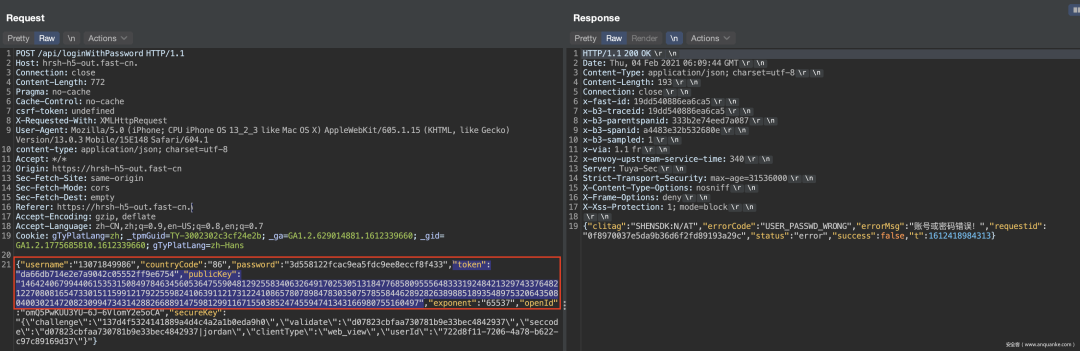 Request
Pretty Raw \n Actions
1 POST /api/loginWithPassword HTTP/1.1
2 Host: hrsh-h5-out.fast-cn.
3 Connection: close
4 Content-Length: 772
5 Pragma: no-cache
6 Cache-Control: no-cache
7 csrf-token: undefined
8 X-Requested-With: XMLHttpRequest
9 User-Agent: Mozilla/5.0 (iPhone; CPU iPhone OS 13_2_3 like Mac OS X) AppleWebKit/605.1.15 (KHTML, like Gecko)
Version/13.0.3 Mobile/15E148 Safari/604.1
10 content-type: application/json; charset=utf-8
11 Accept: */*
12 Origin: https://hrsh-h5-out.fast-cn
13 Sec-Fetch-Site: same-origin
14 Sec-Fetch-Mode: cors
15 Sec-Fetch-Dest: empty
16 Referer: https://hrsh-h5-out.fast-cn.
17 Accept-Encoding: gzip, deflate
18 Accept-Language: zh-CN,zh;q=0.9,en-US;q=0.8,en;q=0.7
19 Cookie: gTyPlatLang=zh; _tpmGuid=TY-3002302c3cf24e2b; _ga=GA1.2.629014881.1612339660; _gid=
GA1.2.1775685810.1612339660; gTyPlatLang=zh-Hans
20
21
{"username":"13071849986","countryCode":"86","password":"3d558122fcac9ea5fdc9ee8eccf8f433","token":
"da66db714e2e7a9042c05552ff9e6754","publicKey":
,"exponent":"65537","openId"
:"omQ5PwKUU3YU-6J-6VlomY2e5oCA","secureKey":
"{\"challenge\":\"137d4f5324141889a4d4c4a2a1b0eda9h0\",\"validate\":\"d07823cbfaa730781b9e33bec4842937\",\"seccod
e\":\"d07823cbfaa730781b9e33bec4842937|jordan\",\"clientType\":\"web_view\",\"userId\":\"722d8f11-7206-4a78-b622-
c97c89169d37\"}"}
Response
Pretty Raw Render \n Actions
1 HTTP/1.1 200 OK \r \n
2 Date: Thu, 04 Feb 2021 06:09:44 GMT \r \n
3 Content-Type: application/json; charset=utf-8 \r \n
4 Content-Length: 193 \r \n
5 Connection: close \r \n
6 x-fast-id: 19dd540886ea6ca5 \r \n
7 x-b3-traceid: 19dd540886ea6ca5 \r \n
8 x-b3-parentspanid: 333b2e74eed7a087 \r \n
9 x-b3-spanid: a4483e32b532680e \r \n
10 x-b3-sampled: 1 \r \n
11 x-via: 1.1 fr \r \n
12 x-envoy-upstream-service-time: 340 \r \n
13 Server: Tuya-Sec \r \n
14 Strict-Transport-Security: max-age=31536000 \r \n
15 X-Content-Type-Options: nosniff \r \n
16 X-Frame-Options: deny \r \n
17 X-Xss-Protection: 1; mode=block \r \n
18 \r \n
19 {"clitag":"SHENSDK:N/AT","errorCode":"USER_PASSWD_WRONG","errorMsg":"账号或密码错误！","requestid"
:"0f8970037e5da9b36d6f2fd89193a29c","status":"error","success":false,"t":1612418984313}
安全客（www.anquanke.com）